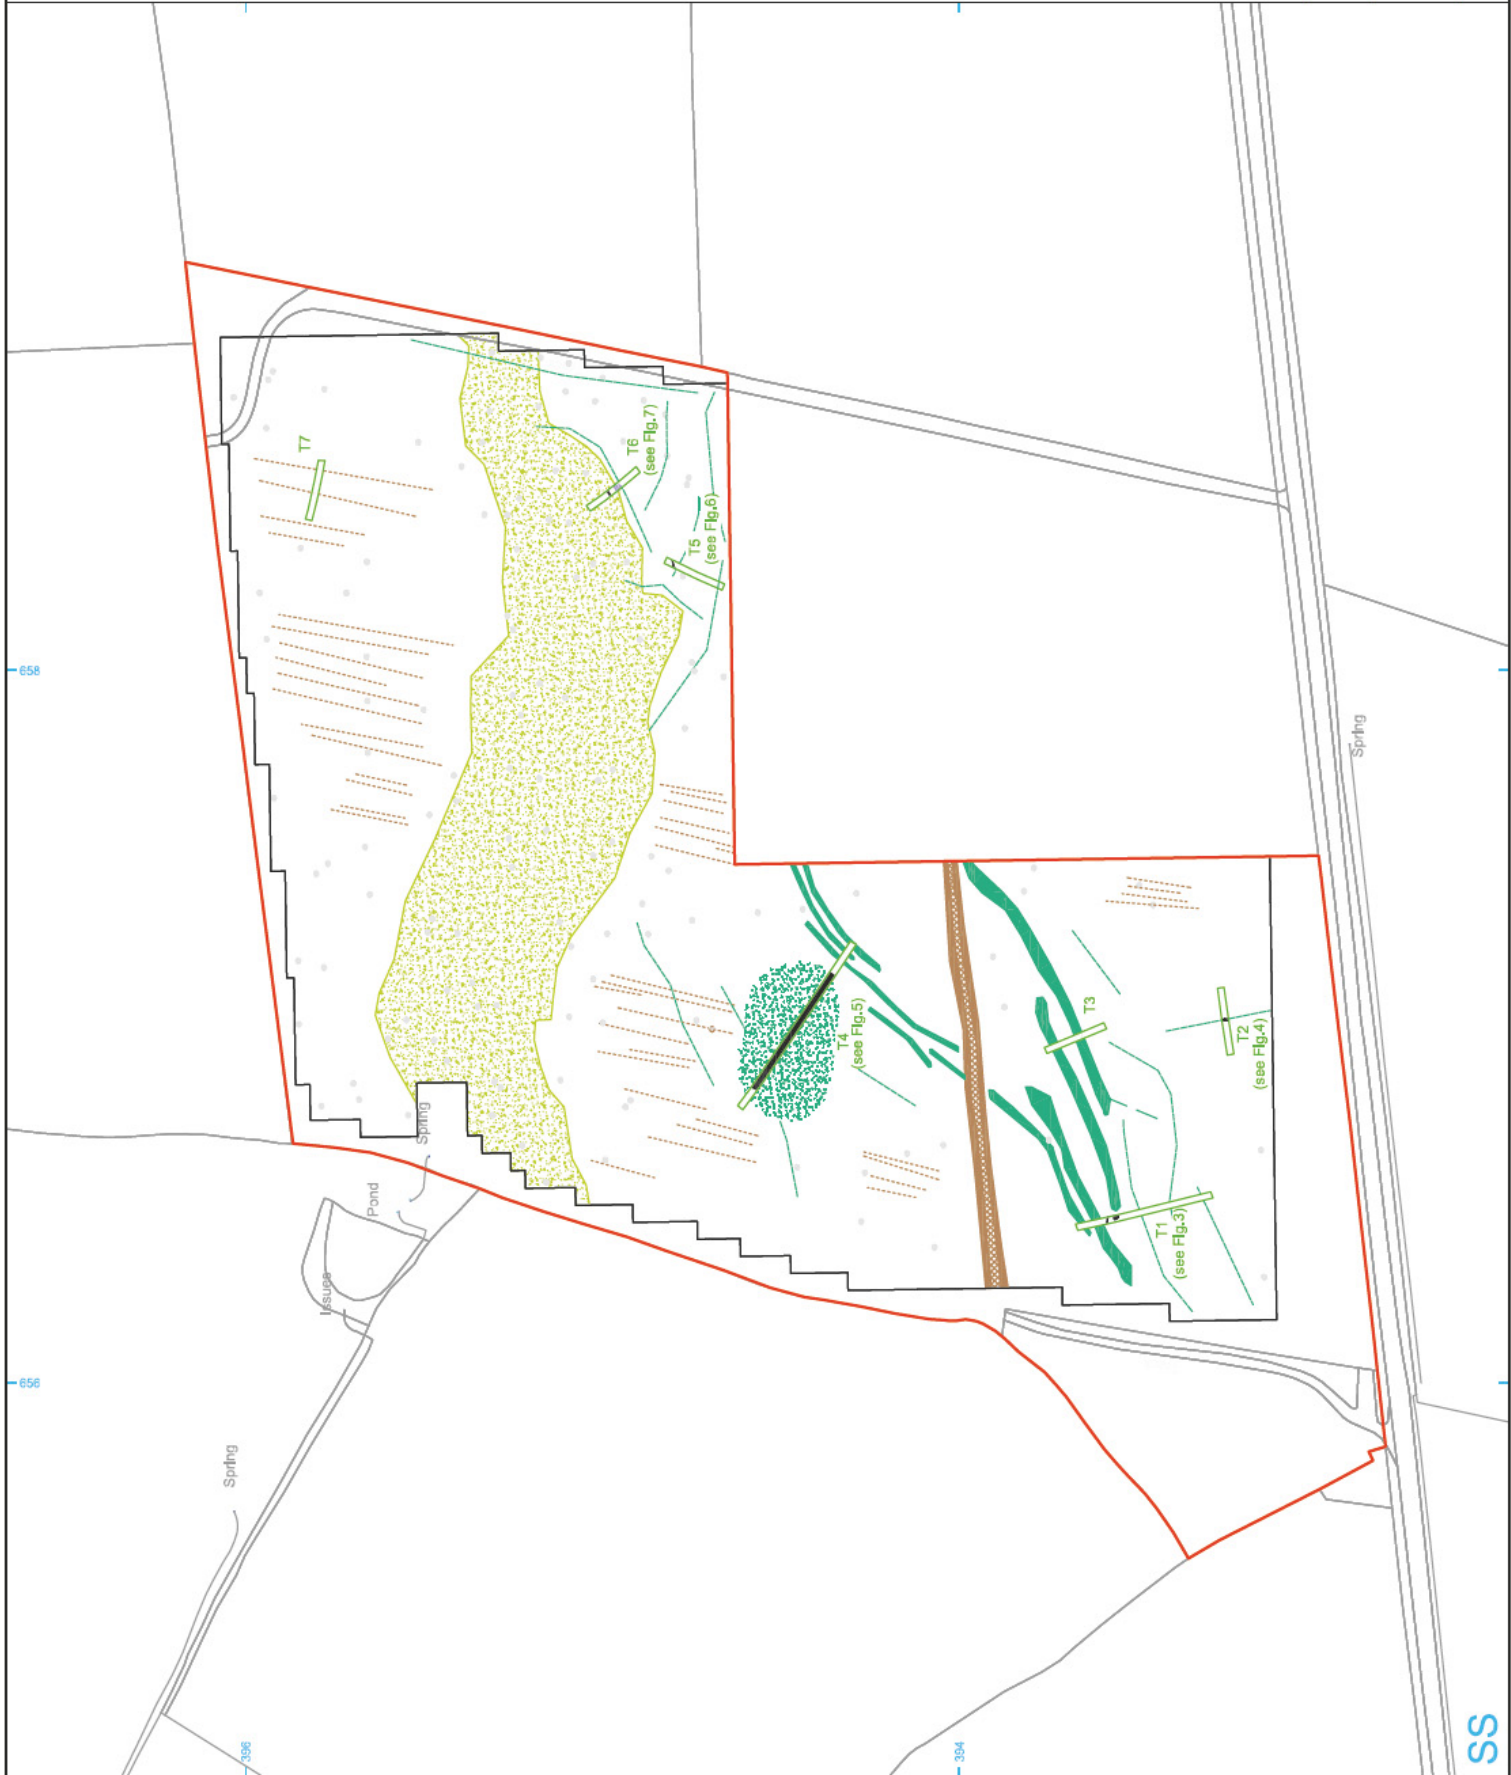 T7
T6
(see Fig.7)
T5
(see Fig.6)
658
Spring
T4
(see Fig.5)
T3
T2
(see Fig.4)
Spring
Pond
T1
(see Fig.3)
Issues
656
Spring
396
394
SS